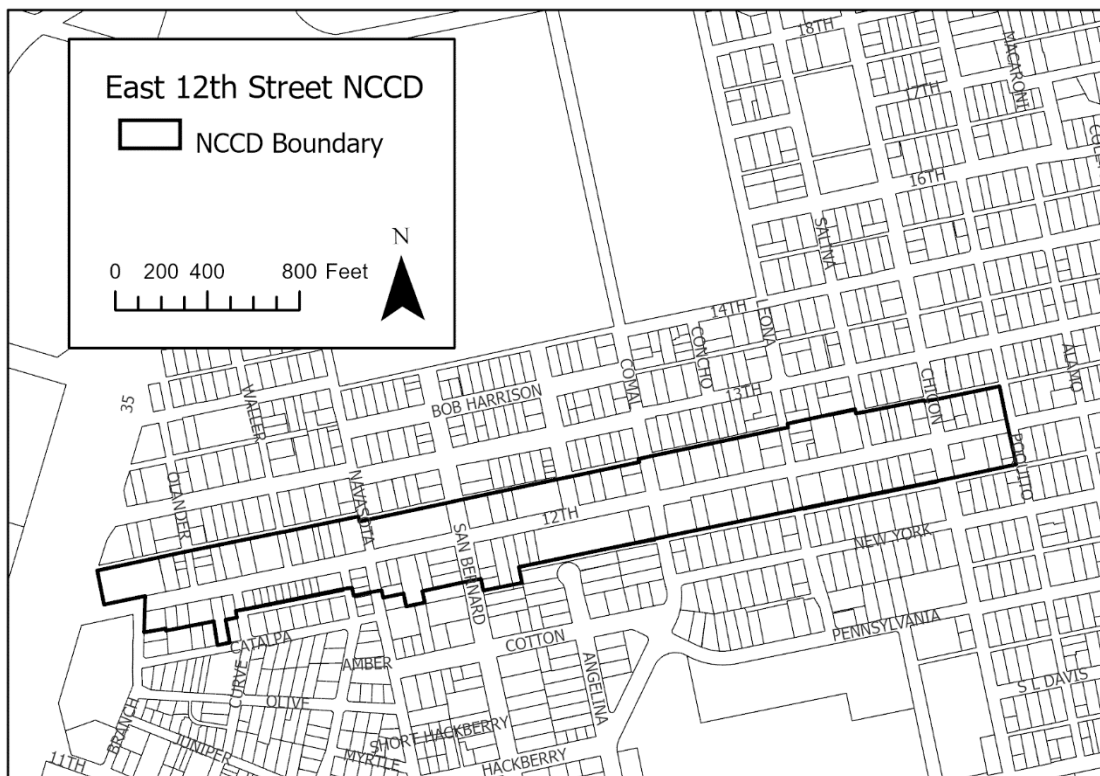 East 12th Street NCCD
NCCD Boundary
N
0 200 400 800 Feet
18TH
MACARONI
17TH
16TH
SALINA
14TH
LEONA
CONCHO
COMAL
13TH
BOB HARRISON
CHICON
ALAMO
35
WALLER
OLANDER
NAVASOTA
12TH
SAN BERNARD
POQUITO
NEW YORK
PENNSYLVANIA
CATALPA
COTTON
CURVE
AMBER
ANGELINA
OLIVE
S L DAVIS
BRANCH
JUNIPER
SHORT HACKBERRY
MYRTLE
HACKBERRY
11TH